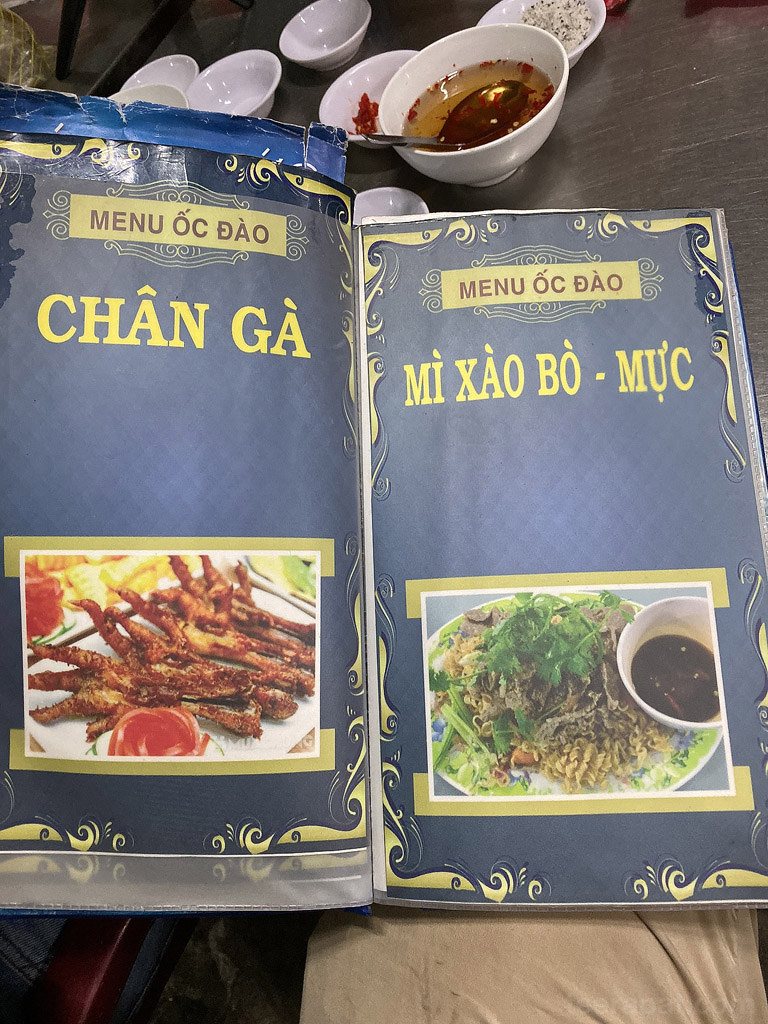 MENU ỐC ĐÀO
CHÂN GÀ
MENU ỐC ĐÀO
MÌ XÀO BÒ - MỰC